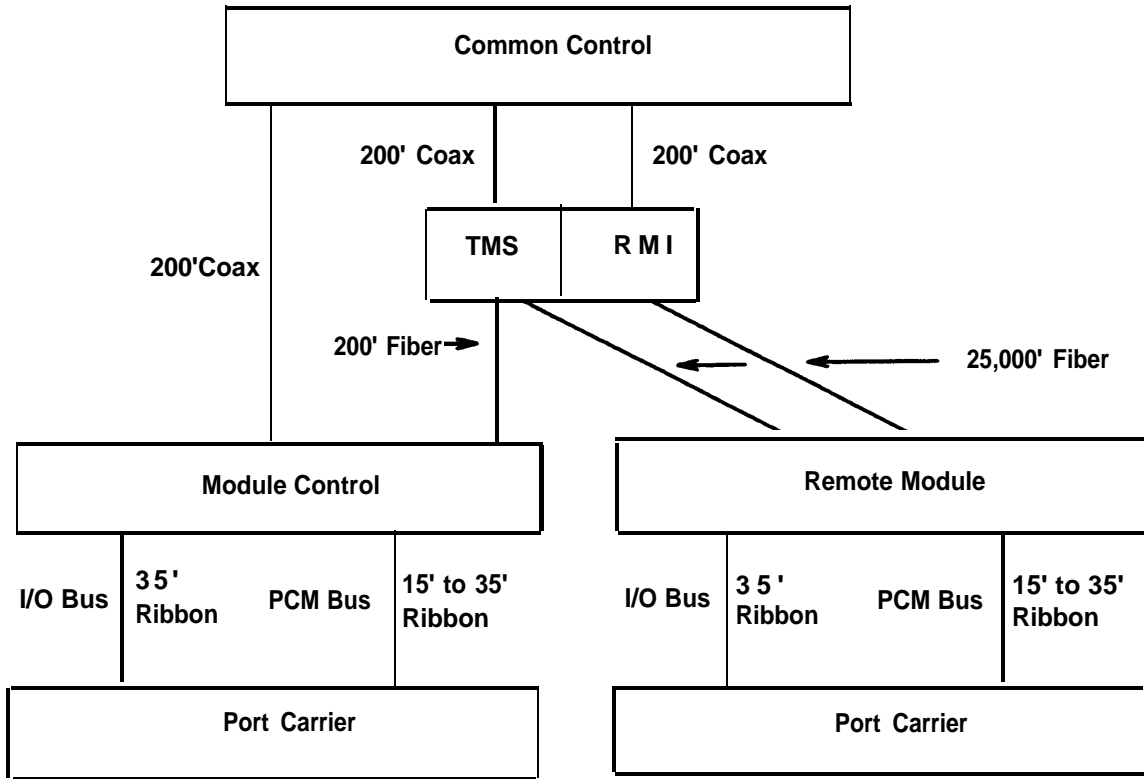 Common Control
200' Coax
200' Coax
TMS
R M I
200'Coax
200' Fiber
25,000' Fiber
Module Control
Remote Module
I/O Bus
3 5'
Ribbon
PCM Bus
15' to 35'
Ribbon
I/O Bus
3 5'
Ribbon
PCM Bus
15' to 35'
Ribbon
Port Carrier
Port Carrier